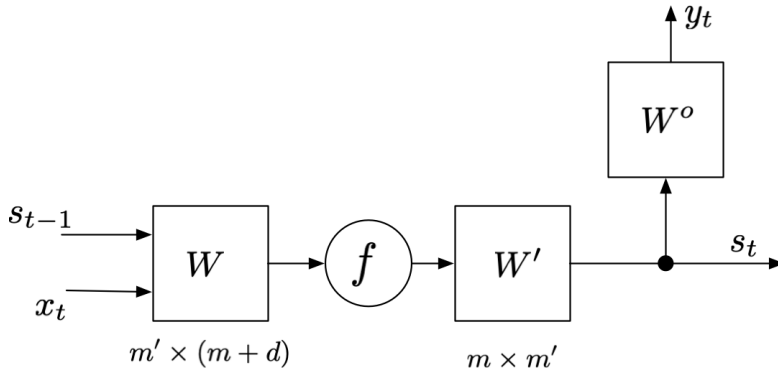 y_t
W^o
s_{t-1}
W
f
W'
s_t
x_t
m' × (m + d)
m × m'